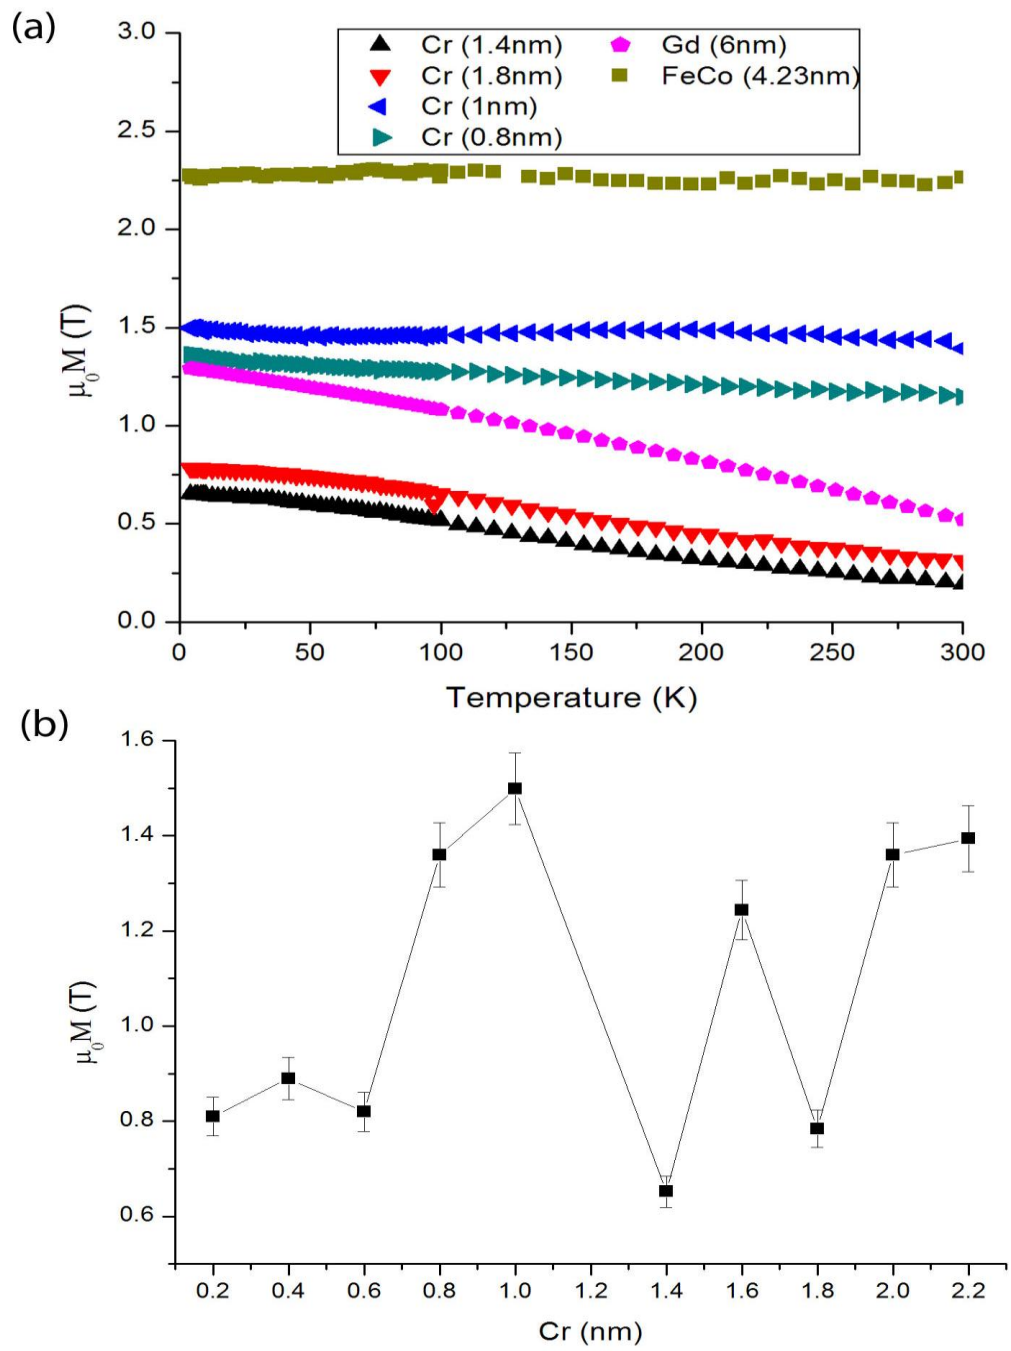 (a)
Cr (1.4nm)
Cr (1.8nm)
Cr (1nm)
Cr (0.8nm)
Gd (6nm)
FeCo (4.23nm)
3.0
2.5
2.0
1.5
1.0
0.5
0.0
μ₀M (T)
0 50 100 150 200 250 300
Temperature (K)
(b)
1.6
1.4
1.2
1.0
0.8
0.6
μ₀M (T)
0.2 0.4 0.6 0.8 1.0 1.4 1.6 1.8 2.0 2.2
Cr (nm)